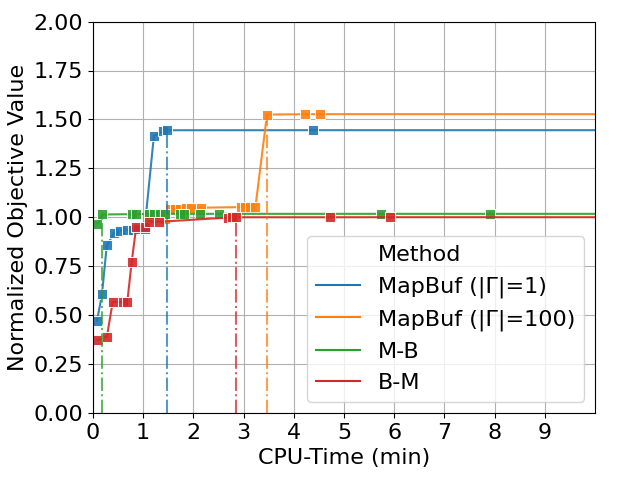 2.00
1.75
1.50
1.25
1.00
0.75
0.50
0.25
0.00
Normalized Objective Value
0 1 2 3 4 5 6 7 8 9
CPU-Time (min)
Method
MapBuf (|Γ|=1)
MapBuf (|Γ|=100)
M-B
B-M